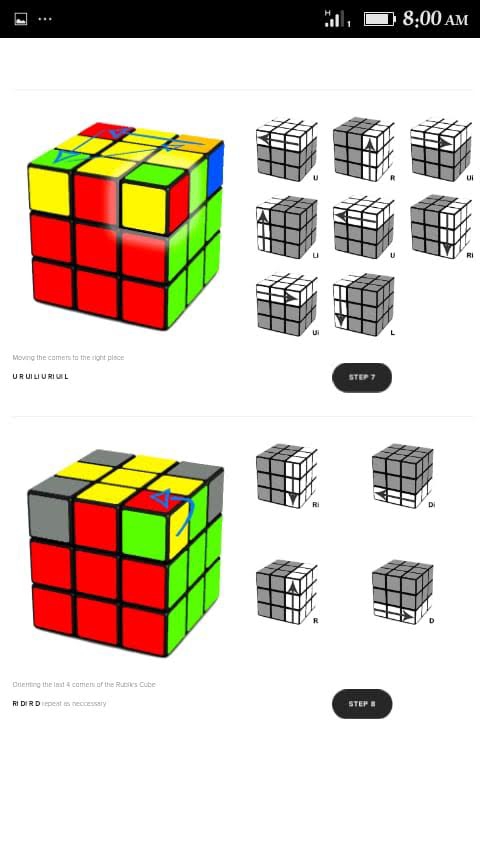 H
1
8:00 AM
U
R
Ui
Li
U
Ri
Ui
L
Moving the corners to the right place
U R Ui Li U Ri Ui L
STEP 7
Ri
Di
R
D
Orienting the last 4 corners of the Rubik's Cube
Ri Di R D repeat as neccessary
STEP 8